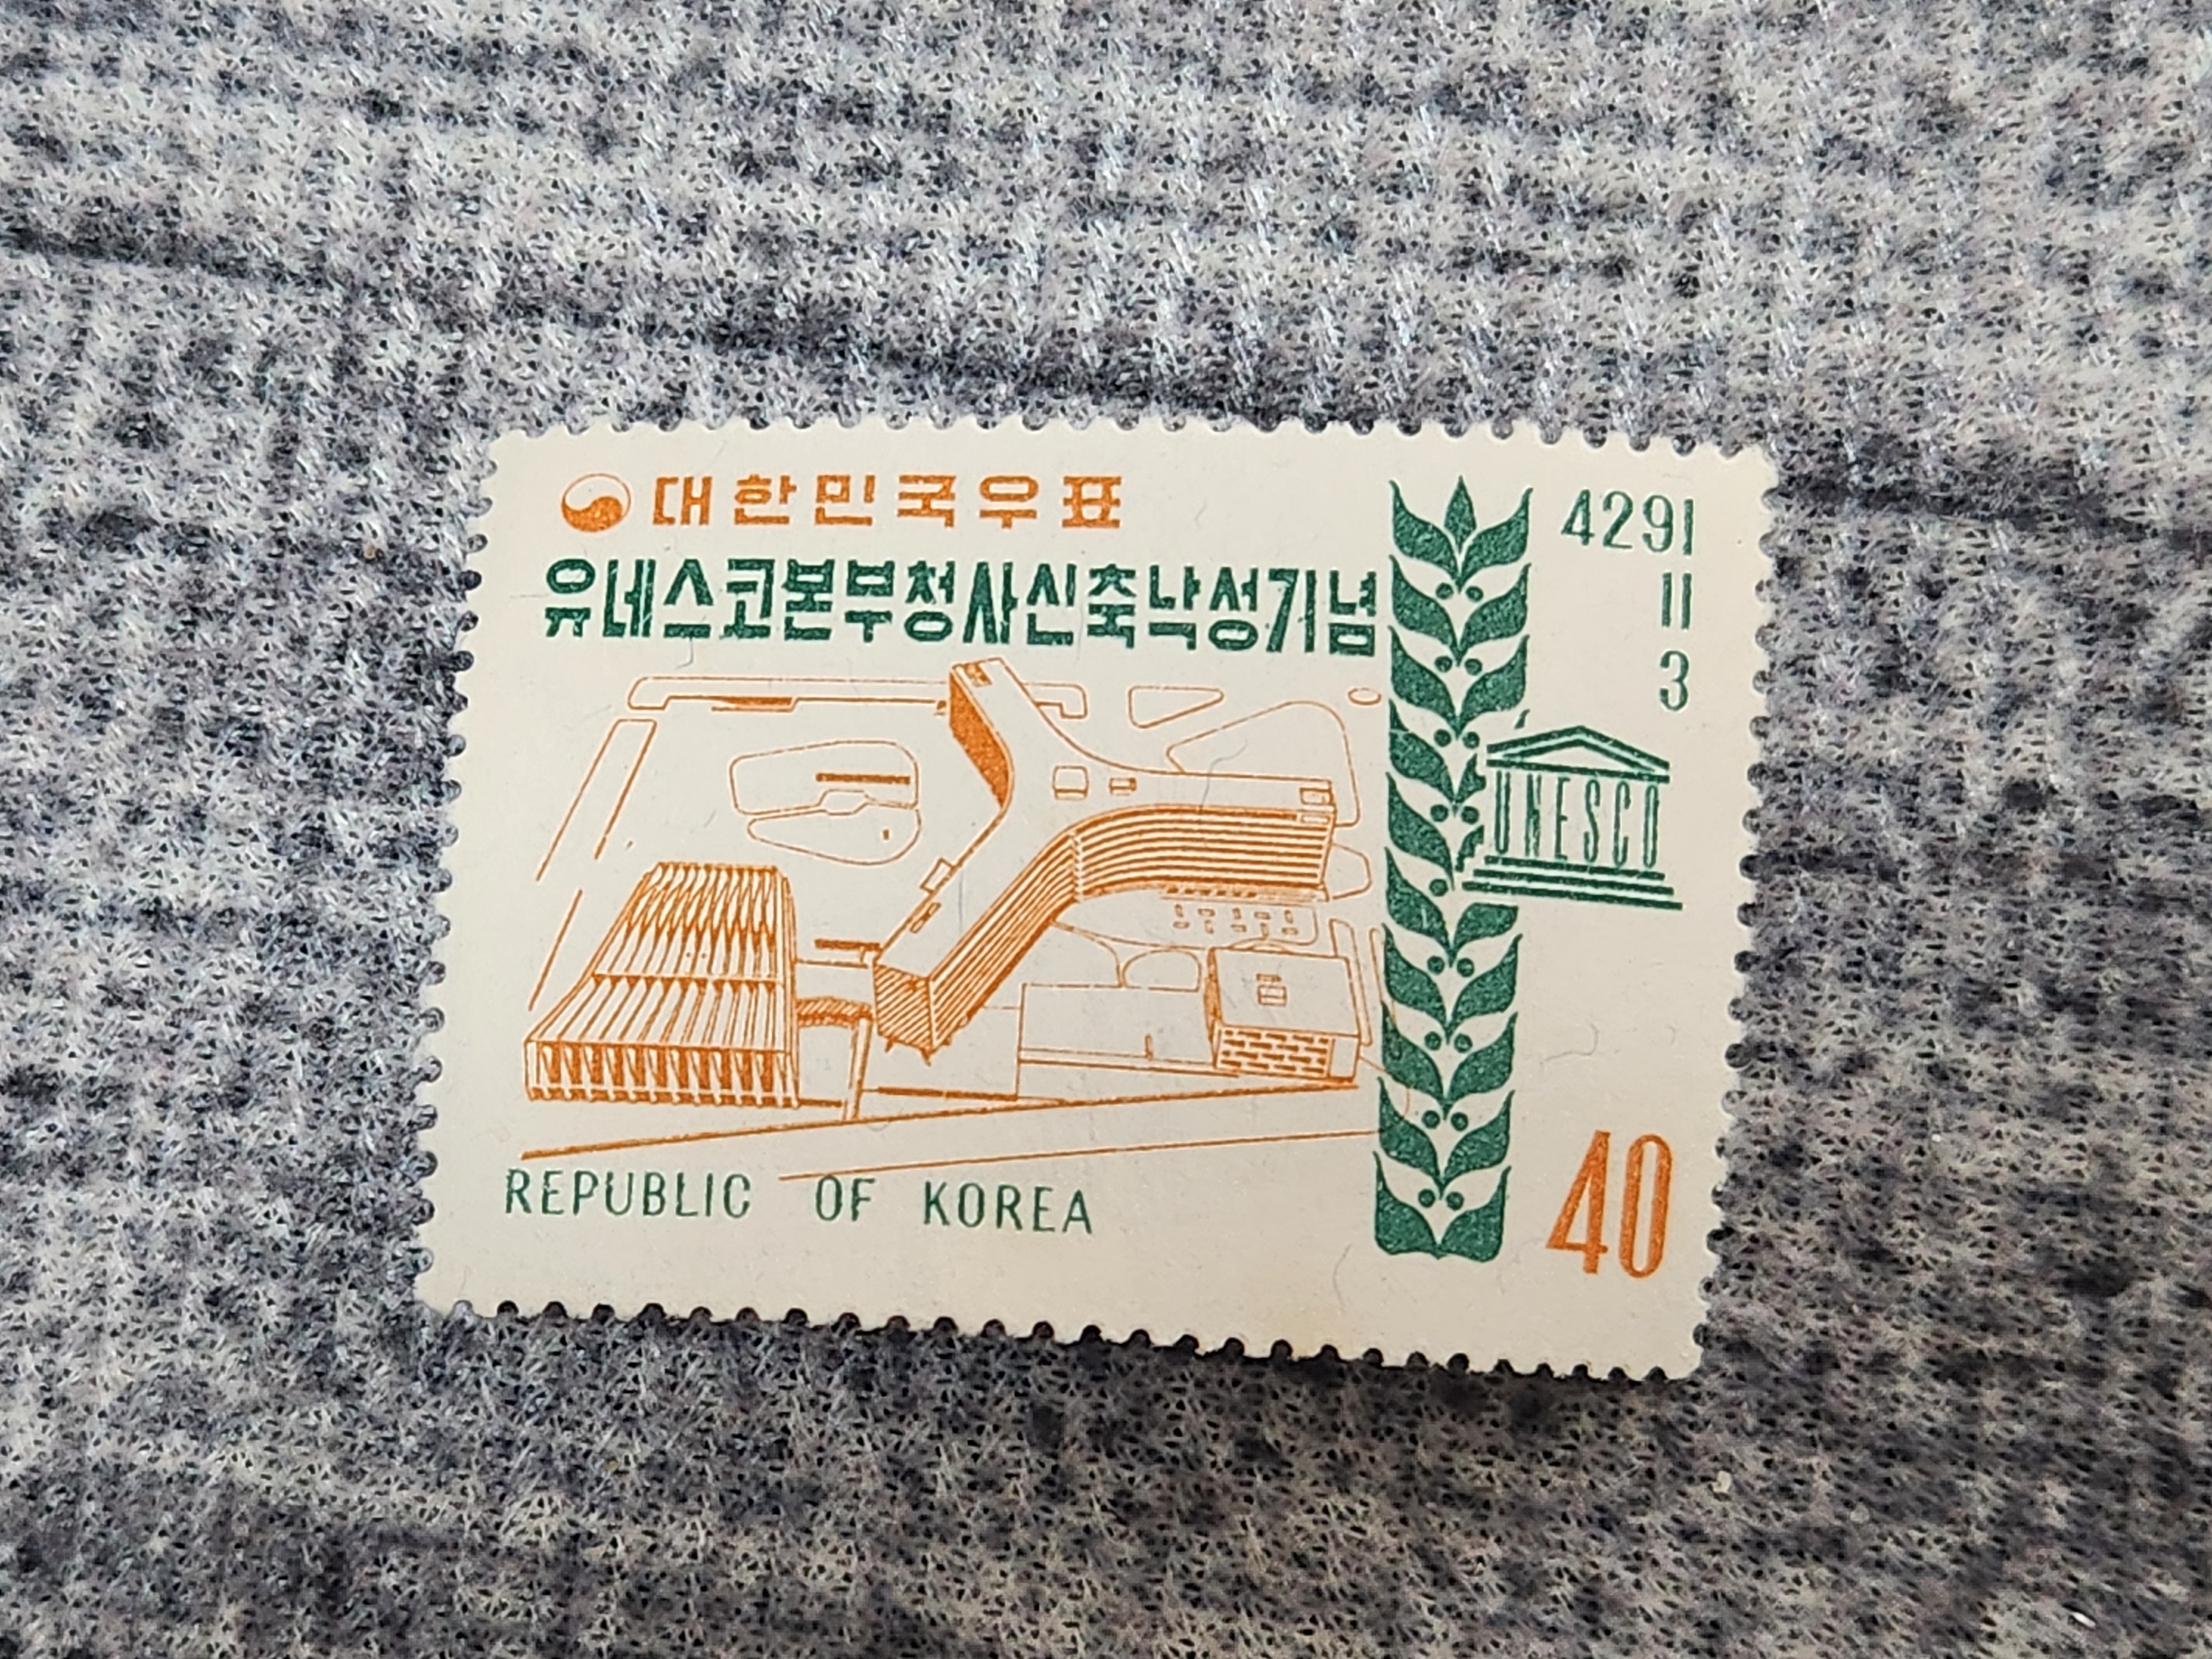 대한민국우표
유네스코본부청사신축낙성기념
4291
11
3
UNESCO
REPUBLIC OF KOREA
40